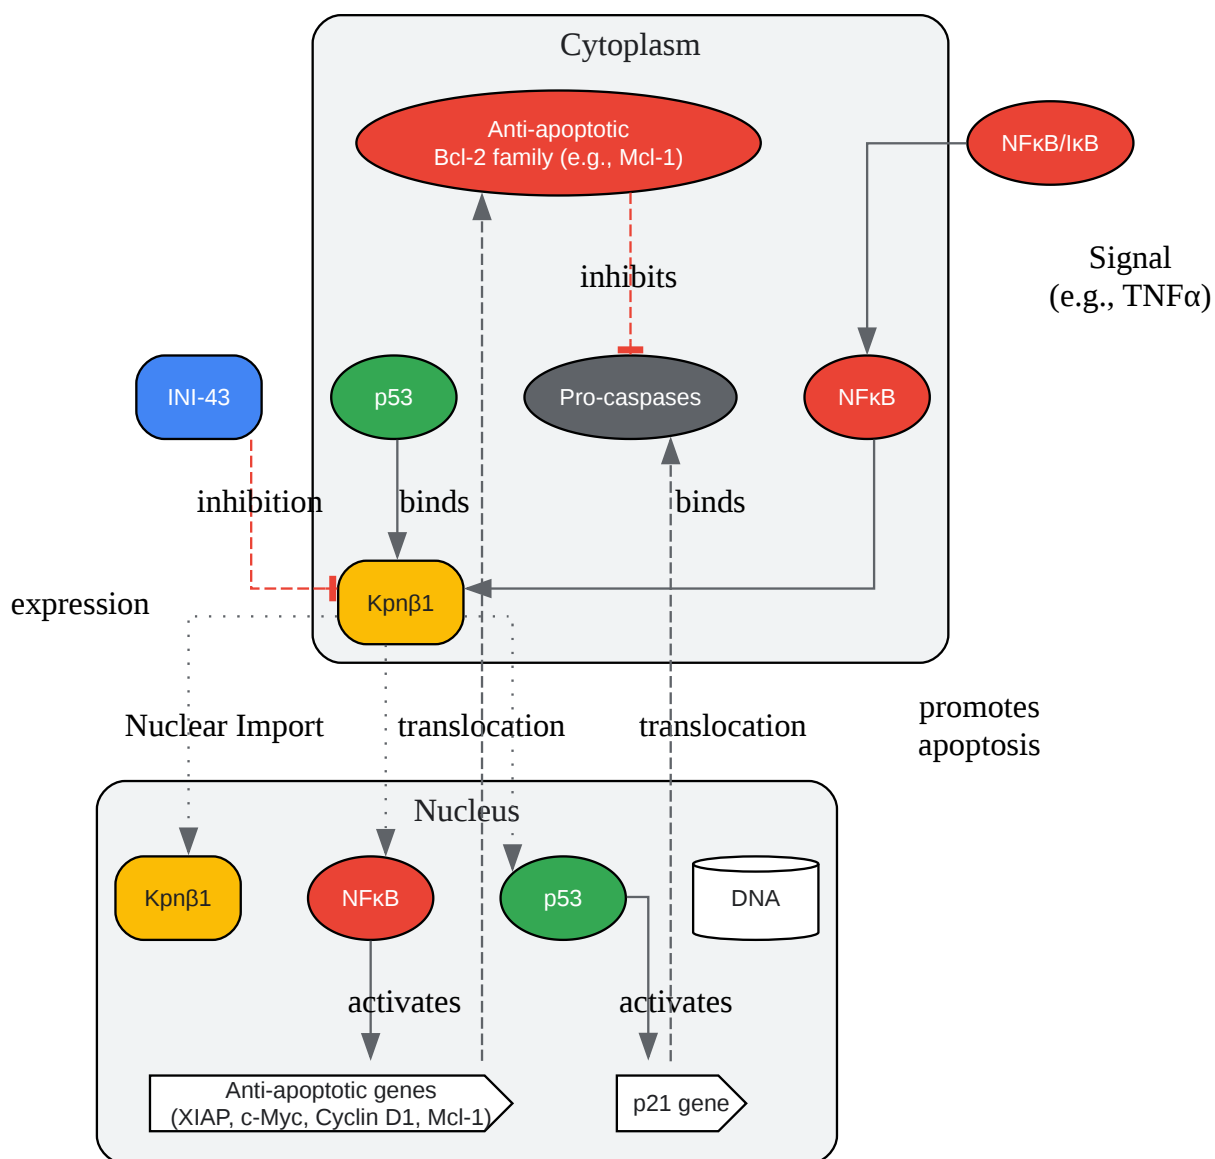 Cytoplasm
Anti-apoptotic
Bcl-2 family (e.g., Mcl-1)
NFκB/IκB
Signal
(e.g., TNFα)
inhibits
INI-43
p53
Pro-caspases
NFκB
inhibition
binds
binds
expression
Kpnβ1
Nuclear Import
translocation
translocation
promotes
apoptosis
Nucleus
Kpnβ1
NFκB
p53
DNA
activates
activates
Anti-apoptotic genes
(XIAP, c-Myc, Cyclin D1, Mcl-1)
p21 gene